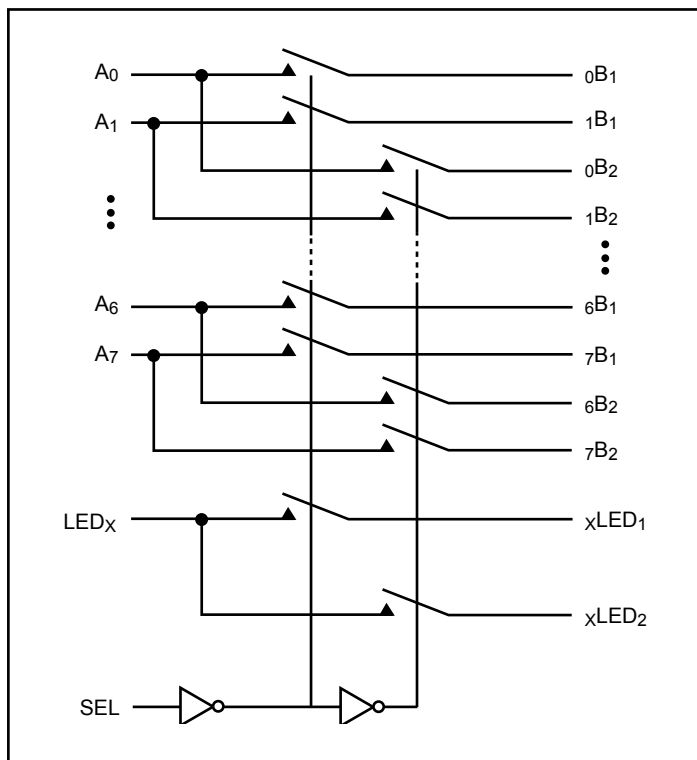 A₀ ₀B₁
A₁ ₁B₁
₀B₂
₁B₂
A₆ ₆B₁
A₇ ₇B₁
₆B₂
₇B₂
LEDX XLED₁
XLED₂
SEL